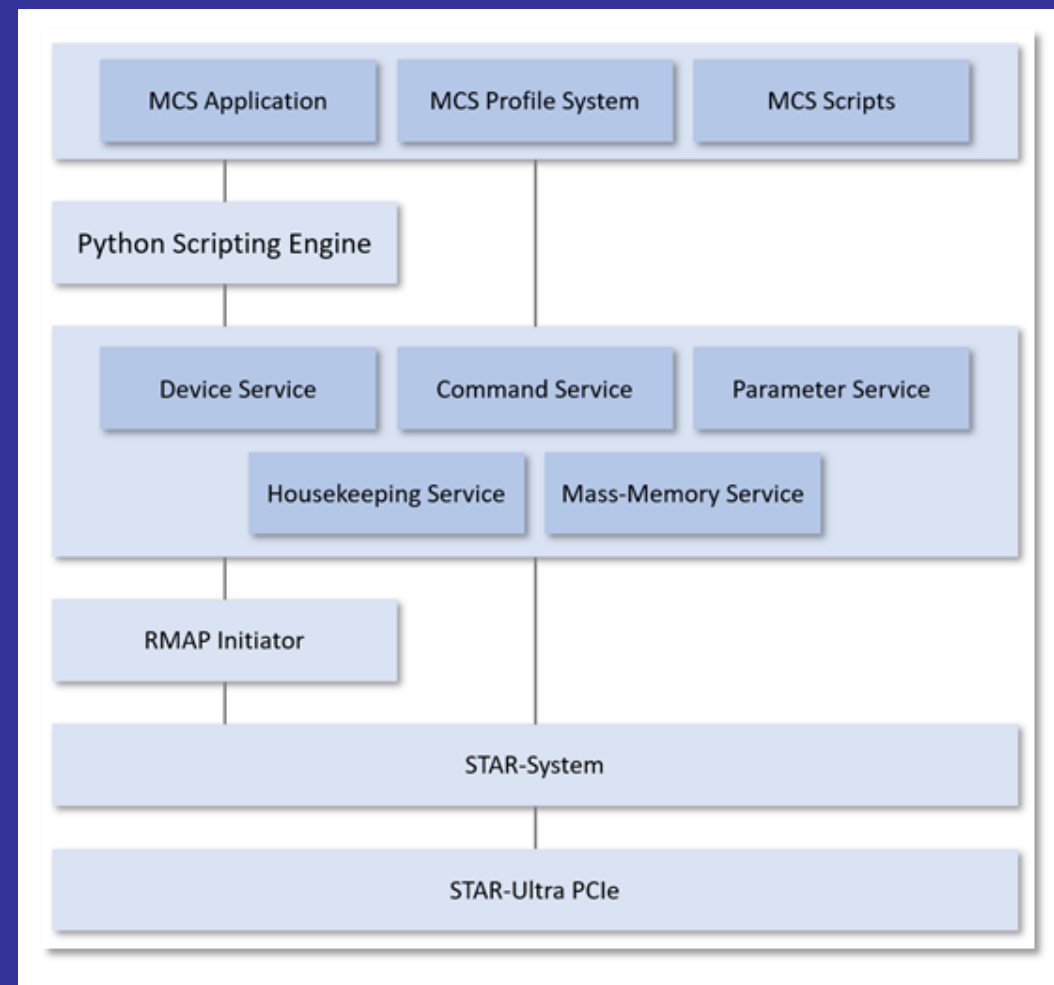 MCS Application
MCS Profile System
MCS Scripts
Python Scripting Engine
Device Service
Command Service
Parameter Service
Housekeeping Service
Mass-Memory Service
RMAP Initiator
STAR-System
STAR-Ultra PCIe